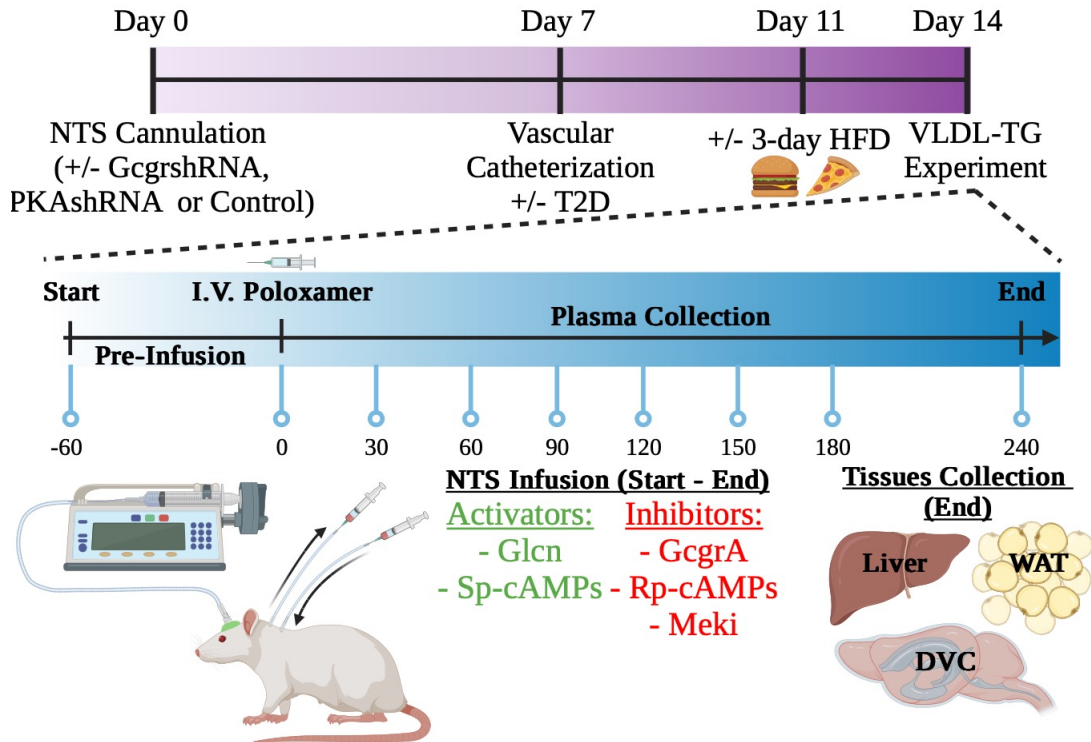 Day 0
Day 7
Day 11
Day 14
NTS Cannulation
(+/- GcgrshRNA,
PKAshRNA or Control)
Vascular
Catheterization
+/- T2D
+/- 3-day HFD
VLDL-TG
Experiment
Start
I.V. Poloxamer
End
Plasma Collection
Pre-Infusion
-60
0
30
60
90
120
150
180
240
NTS Infusion (Start - End)
Activators:
- Glcn
- Sp-cAMPs
Inhibitors:
- GcgrA
- Rp-cAMPs
- Meki
Tissues Collection
(End)
Liver
WAT
DVC